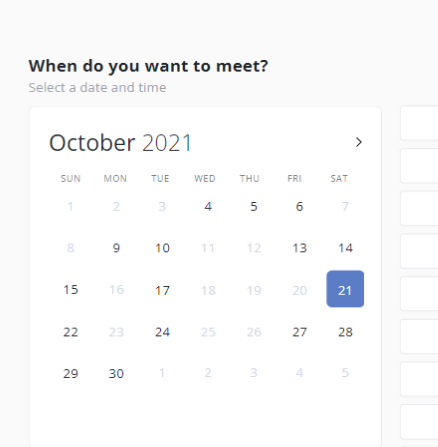 When do you want to meet?
Select a date and time
October 2021 >
SUN MON TUE WED THU FRI SAT
1 2 3 4 5 6 7
8 9 10 11 12 13 14
15 16 17 18 19 20 21
22 23 24 25 26 27 28
29 30 1 2 3 4 5